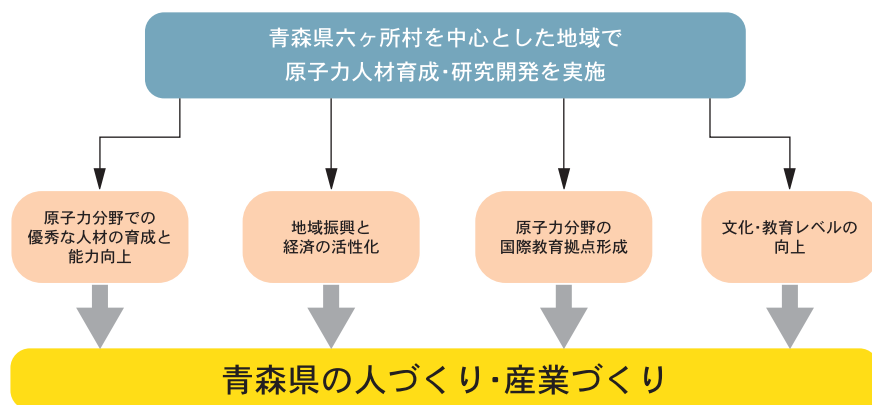 青森県六ヶ所村を中心とした地域で
原子力人材育成･研究開発を実施
原子力分野での
優秀な人材の育成と
能力向上
地域振興と
経済の活性化
原子力分野の
国際教育拠点形成
文化･教育レベルの
向上
青森県の人づくり･産業づくり